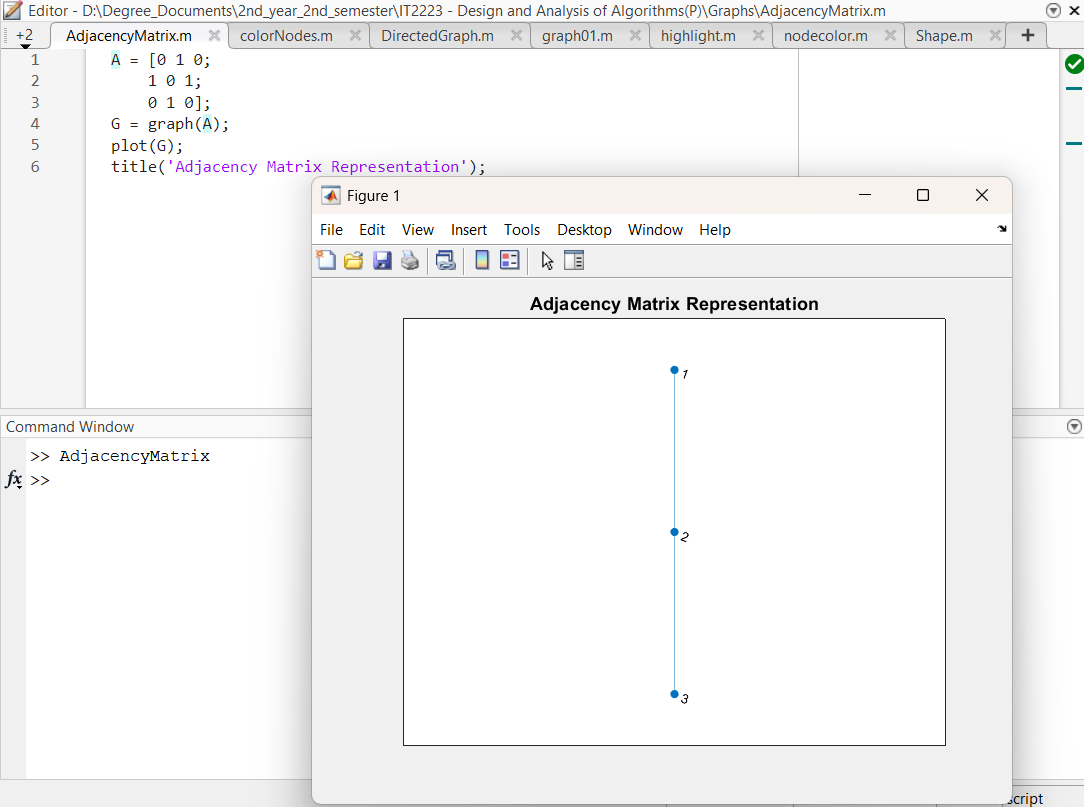 Editor - D:\Degree_Documents\2nd_year_2nd_semester\IT2223 - Design and Analysis of Algorithms(P)\Graphs\AdjacencyMatrix.m
+2 AdjacencyMatrix.m colorNodes.m DirectedGraph.m graph01.m highlight.m nodecolor.m Shape.m +
1 A = [0 1 0;
2 1 0 1;
3 0 1 0];
4 G = graph(A);
5 plot(G);
6 title('Adjacency Matrix Representation');
Figure 1
File Edit View Insert Tools Desktop Window Help
Adjacency Matrix Representation
1
2
3
Command Window
>> AdjacencyMatrix
fx >>
script